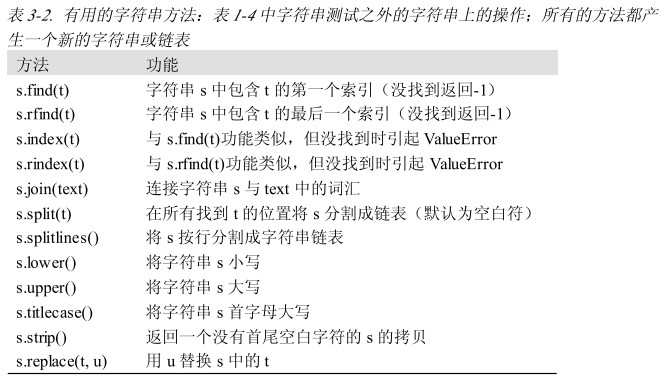 表 3-2. 有用的字符串方法：表 1-4 中字符串测试之外的字符串上的操作；所有的方法都产
生一个新的字符串或链表
方法 功能
s.find(t) 字符串 s 中包含 t 的第一个索引（没找到返回-1）
s.rfind(t) 字符串 s 中包含 t 的最后一个索引（没找到返回-1）
s.index(t) 与 s.find(t)功能类似，但没找到时引起 ValueError
s.rindex(t) 与 s.rfind(t)功能类似，但没找到时引起 ValueError
s.join(text) 连接字符串 s 与 text 中的词汇
s.split(t) 在所有找到 t 的位置将 s 分割成链表（默认为空白符）
s.splitlines() 将 s 按行分割成字符串链表
s.lower() 将字符串 s 小写
s.upper() 将字符串 s 大写
s.titlecase() 将字符串 s 首字母大写
s.strip() 返回一个没有首尾空白字符的 s 的拷贝
s.replace(t, u) 用 u 替换 s 中的 t